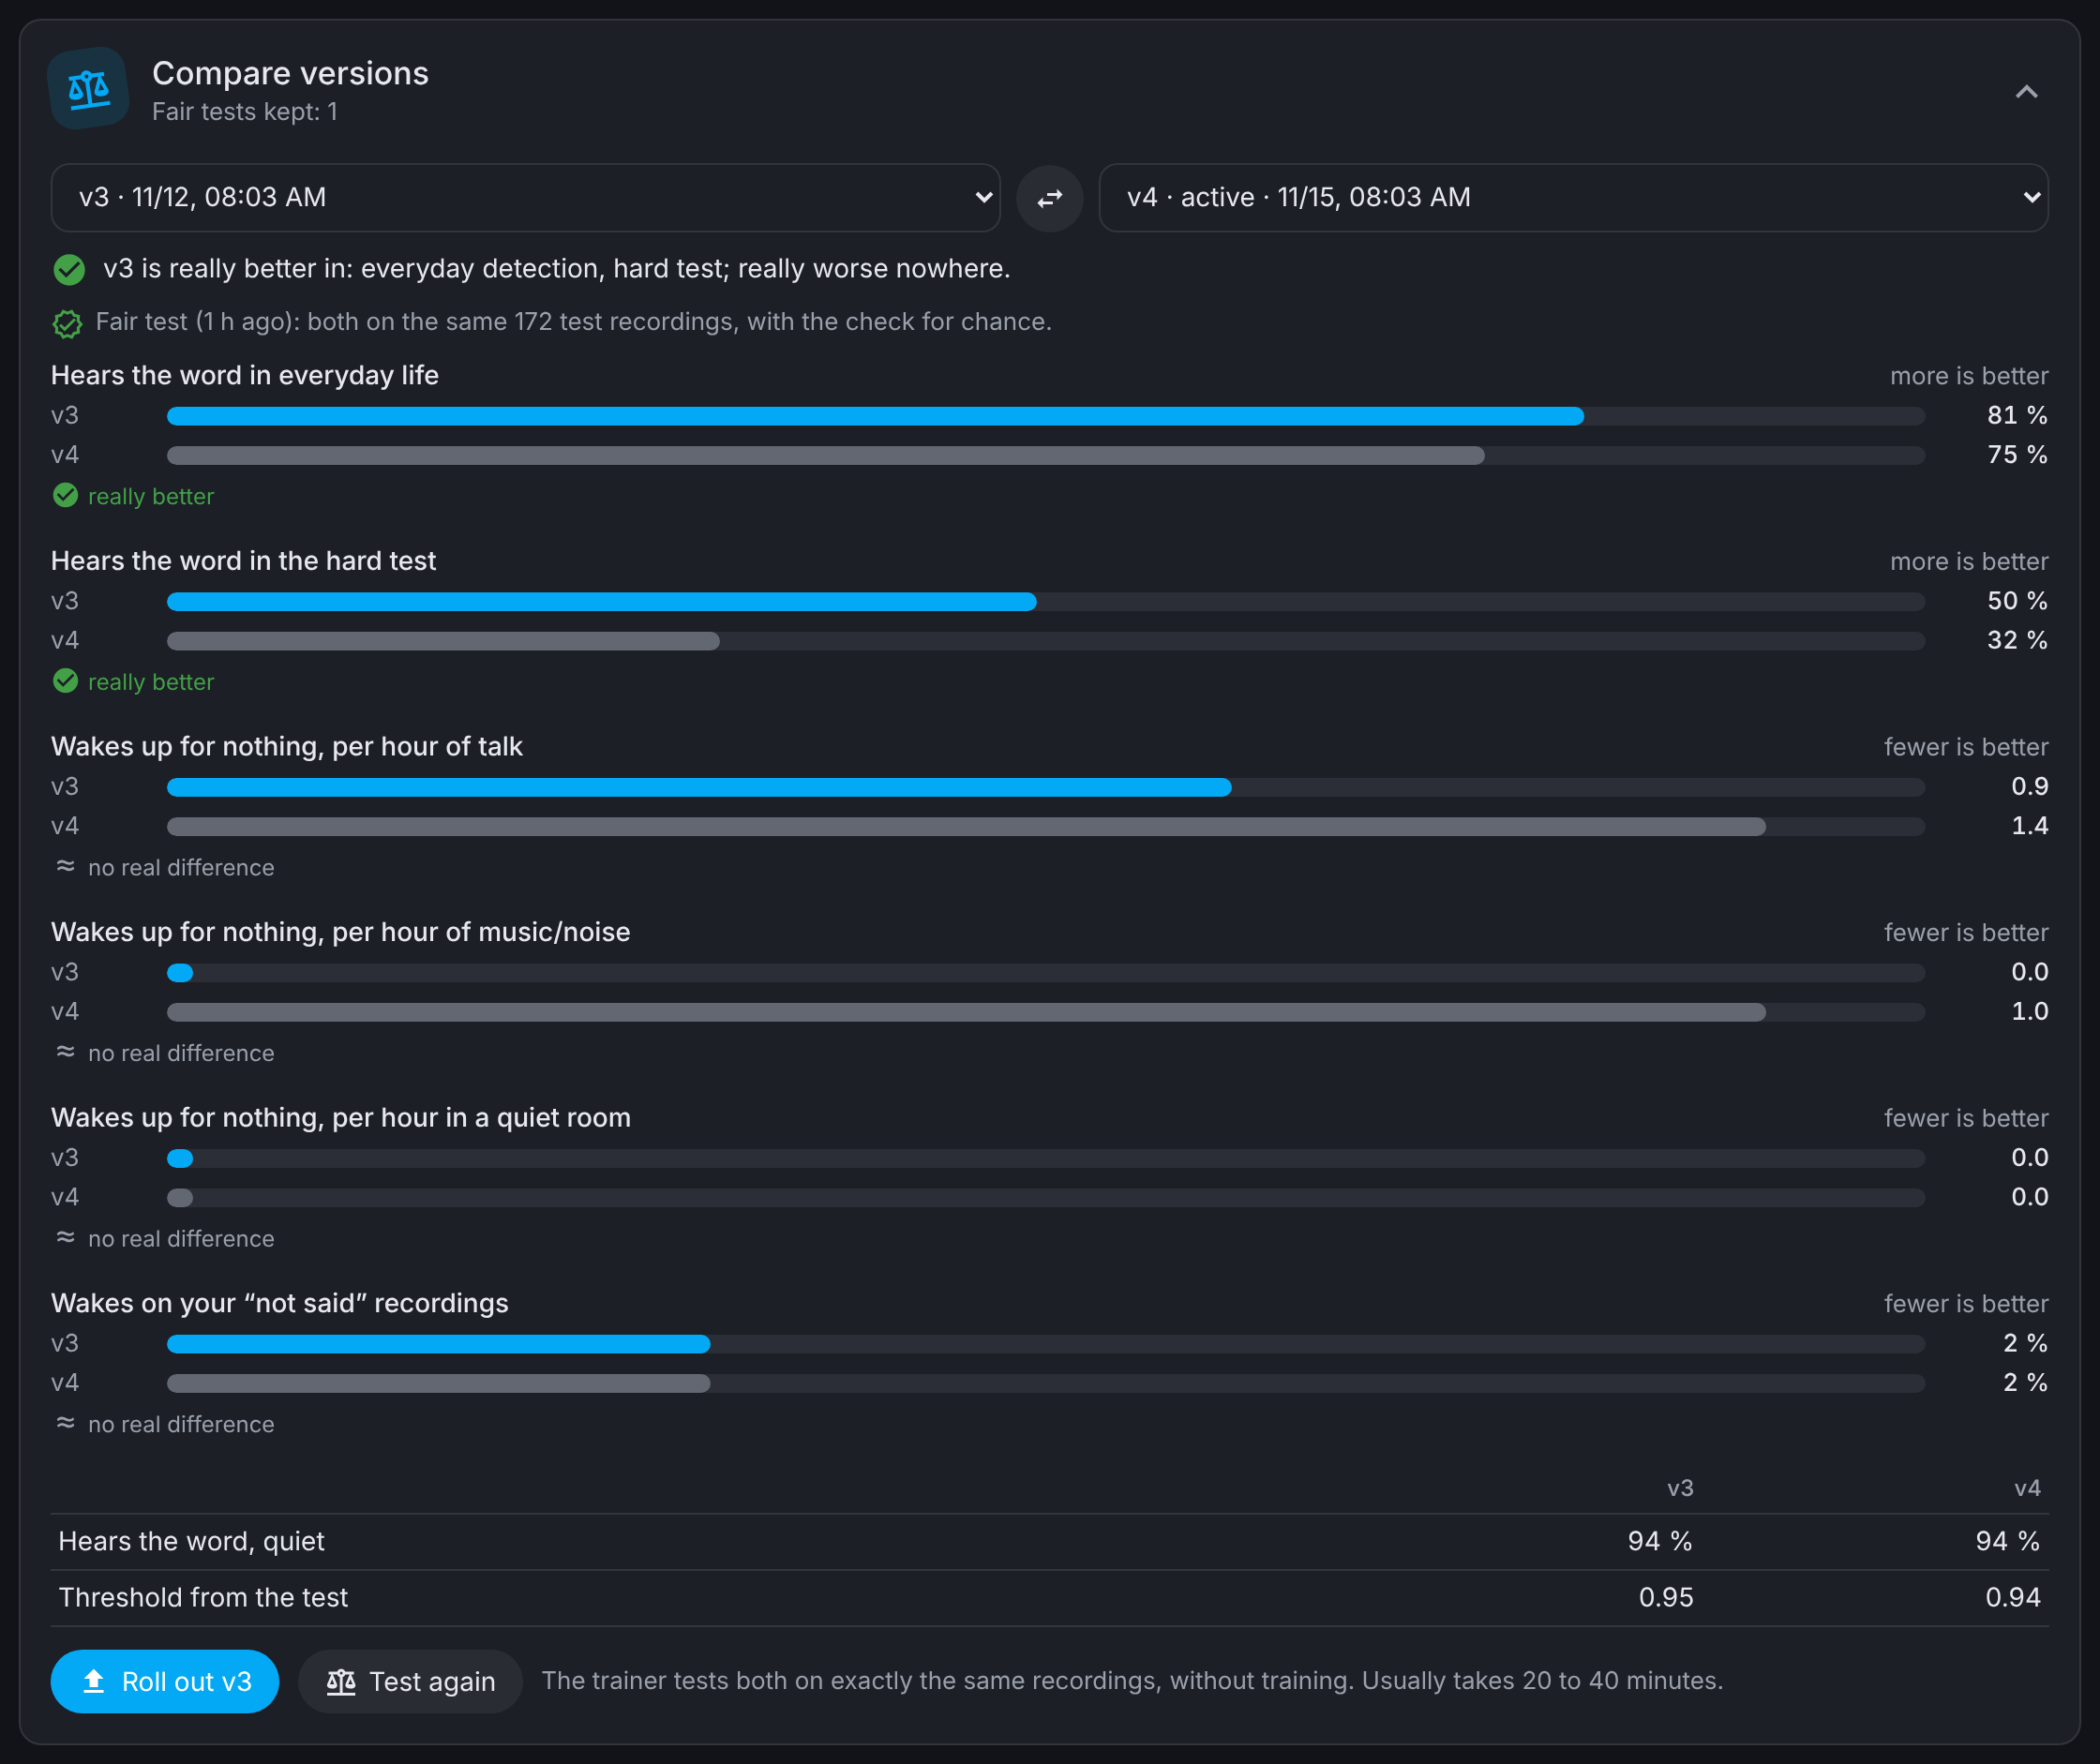 Compare versions
Fair tests kept: 1
v3 · 11/12, 08:03 AM
v4 · active · 11/15, 08:03 AM
v3 is really better in: everyday detection, hard test; really worse nowhere.
Fair test (1 h ago): both on the same 172 test recordings, with the check for chance.
Hears the word in everyday life more is better
v3 81 %
v4 75 %
really better
Hears the word in the hard test more is better
v3 50 %
v4 32 %
really better
Wakes up for nothing, per hour of talk fewer is better
v3 0.9
v4 1.4
≈ no real difference
Wakes up for nothing, per hour of music/noise fewer is better
v3 0.0
v4 1.0
≈ no real difference
Wakes up for nothing, per hour in a quiet room fewer is better
v3 0.0
v4 0.0
≈ no real difference
Wakes on your “not said” recordings fewer is better
v3 2 %
v4 2 %
≈ no real difference
v3 v4
Hears the word, quiet 94 % 94 %
Threshold from the test 0.95 0.94
Roll out v3
Test again
The trainer tests both on exactly the same recordings, without training. Usually takes 20 to 40 minutes.